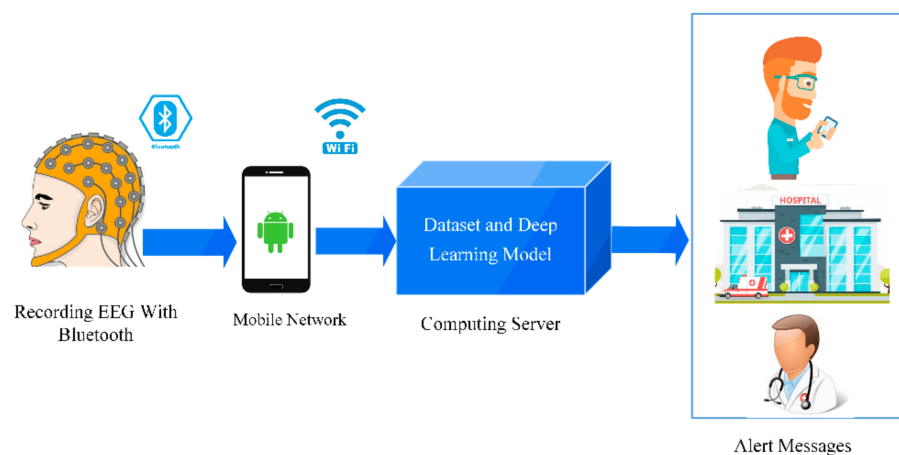 Bluetooth
Wi Fi
HOSPITAL
Dataset and Deep
Learning Model
Recording EEG With
Bluetooth
Mobile Network
Computing Server
Alert Messages